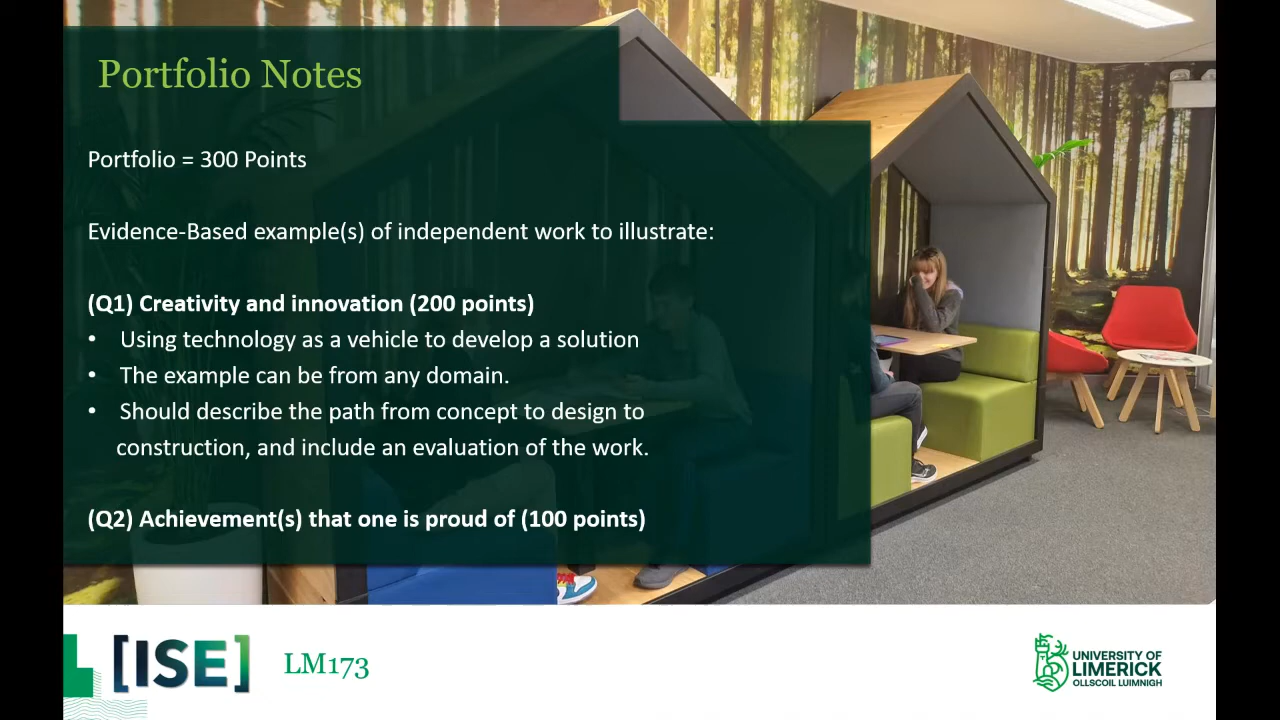 Portfolio Notes
Portfolio = 300 Points
Evidence-Based example(s) of independent work to illustrate:
(Q1) Creativity and innovation (200 points)
• Using technology as a vehicle to develop a solution
• The example can be from any domain.
• Should describe the path from concept to design to
construction, and include an evaluation of the work.
(Q2) Achievement(s) that one is proud of (100 points)
[ISE]
LM173
UNIVERSITY OF
LIMERICK
OLLSCOIL LUIMNIGH